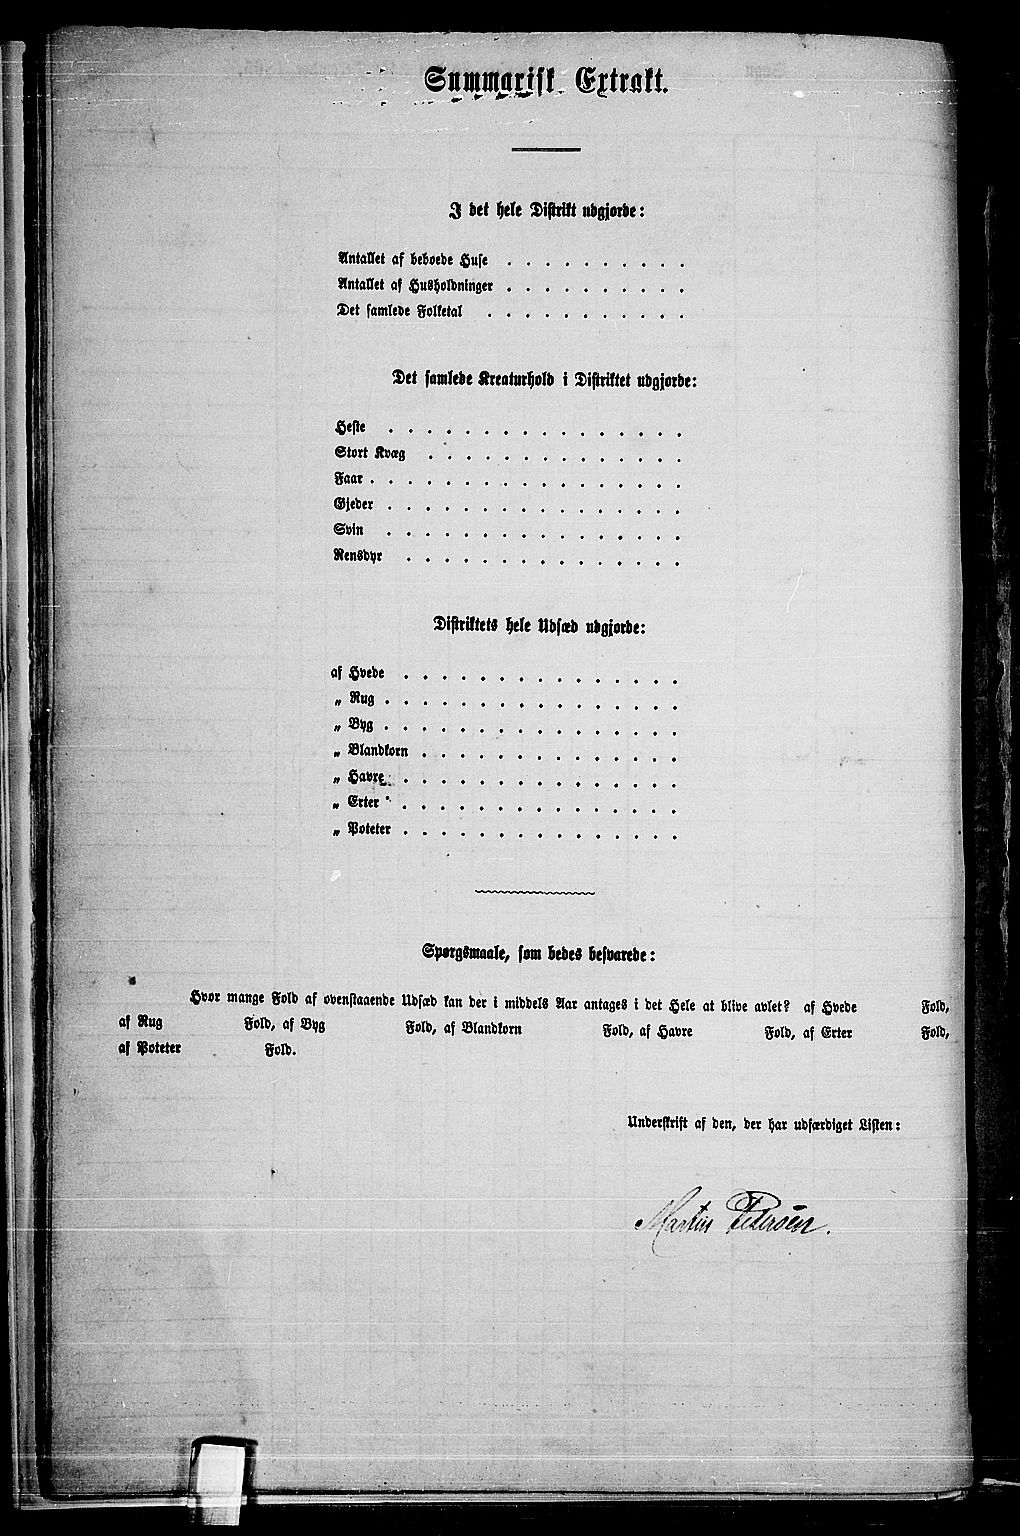 Summarisk Extrakt.
I det hele Distrikt udgjorde:
Antallet af beboede Huse . . . . . . . . . .
Antallet af Husholdninger . . . . . . . . . .
Det samlede Folketal . . . . . . . . . . .
Det samlede Kreaturhold i Distriktet udgjorde:
Heste . . . . . . . . . . . . . . . .
Stort Kvæg . . . . . . . . . . . . . .
Faar . . . . . . . . . . . . . . . . .
Gjeder . . . . . . . . . . . . . . . .
Svin . . . . . . . . . . . . . . . .
Rensdyr . . . . . . . . . . . . . . .
Distriktets hele Udsæd udgjorde:
af Hvede . . . . . . . . . . . . . . .
„ Rug . . . . . . . . . . . . . . . .
„ Byg . . . . . . . . . . . . . . . .
„ Blandkorn . . . . . . . . . . . . . .
„ Havre . . . . . . . . . . . . . . .
„ Erter . . . . . . . . . . . . . . .
„ Poteter . . . . . . . . . . . . . . .
Spørgsmaale, som bedes besvarede:
Hvor mange Fold af ovenstaaende Udsæd kan der i middels Aar antages i det Hele at blive avlet? af Hvede Fold,
af Rug Fold, af Byg Fold, af Blandkorn Fold, af Havre Fold, af Erter Fold,
af Poteter Fold.
Underskrift af den, der har udfærdiget Listen:
Martin Pedersen.